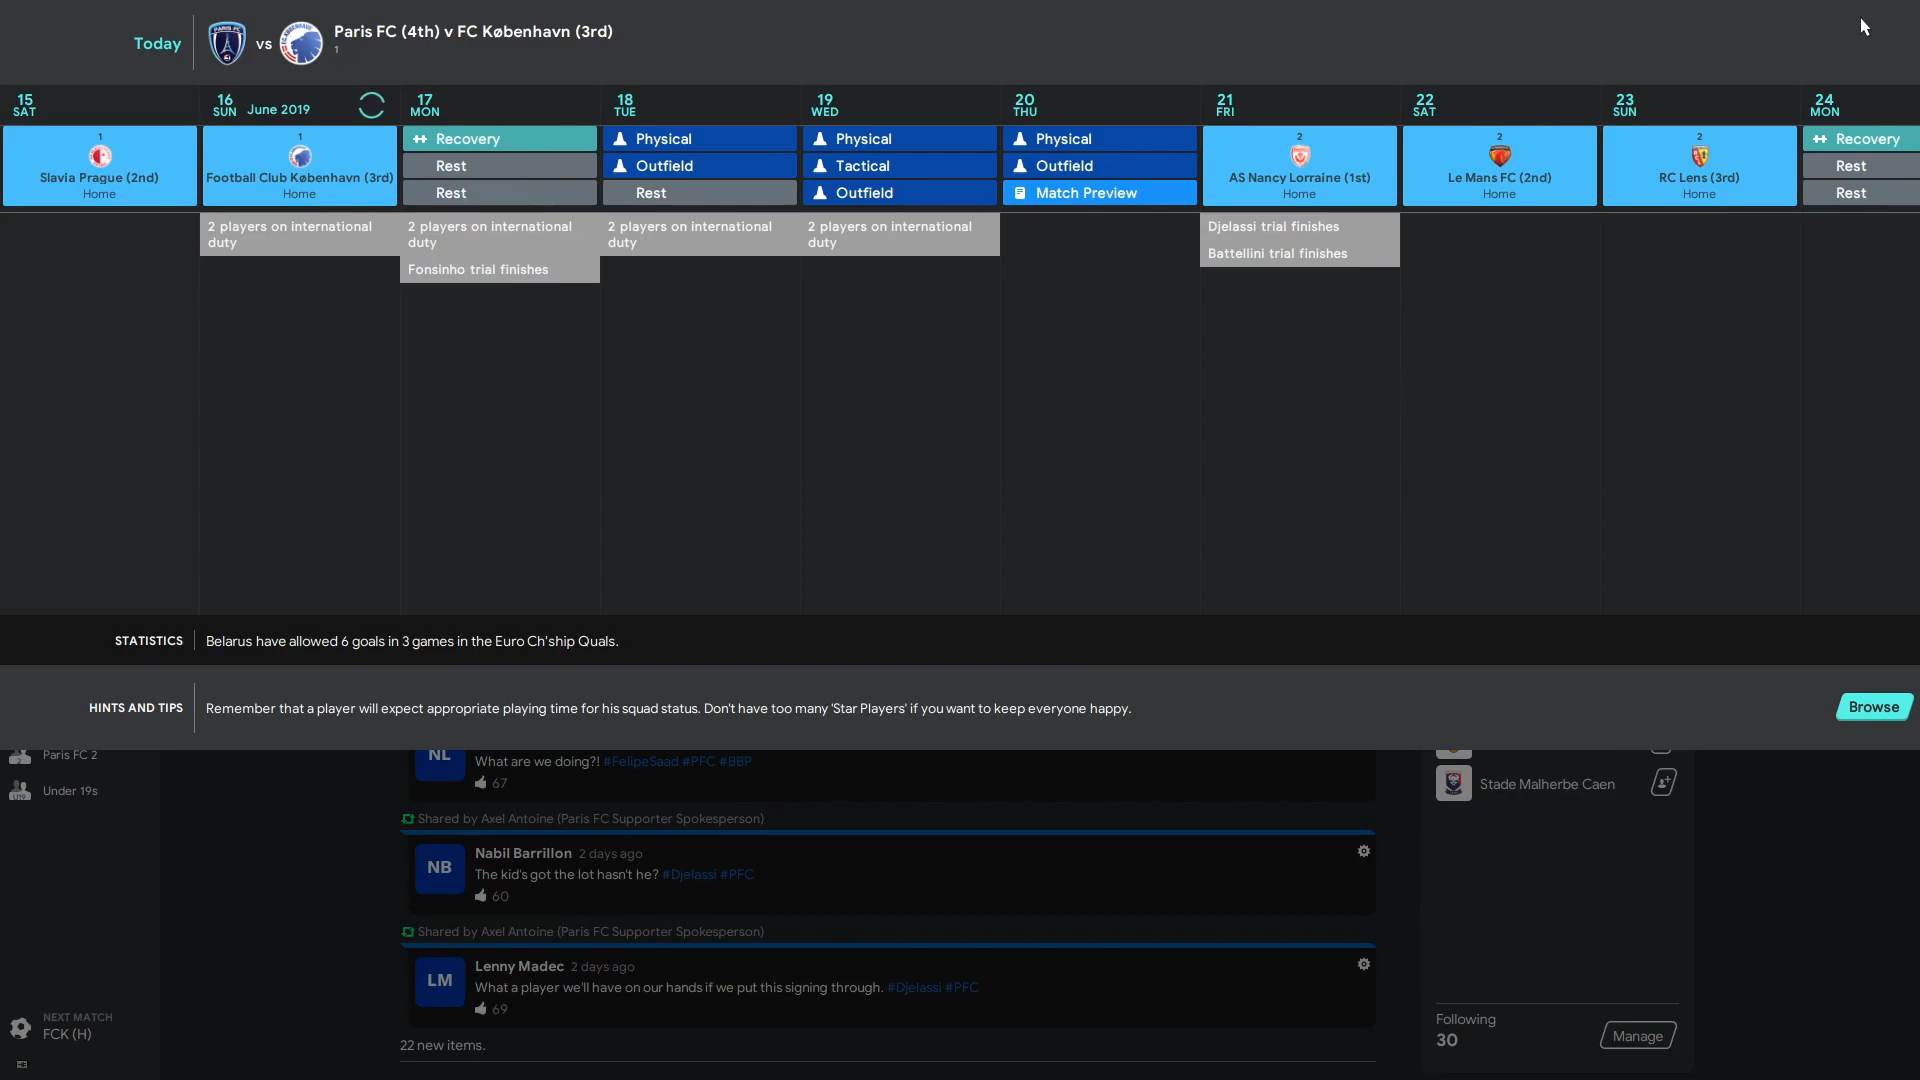 Today
vs
Paris FC (4th) v FC København (3rd)
1
15
SAT
16
SUN June 2019
17
MON
18
TUE
19
WED
20
THU
21
FRI
22
SAT
23
SUN
24
MON
1
Slavia Prague (2nd)
Home
1
Football Club København (3rd)
Home
Recovery
Rest
Rest
Physical
Outfield
Rest
Physical
Tactical
Outfield
Physical
Outfield
Match Preview
2
AS Nancy Lorraine (1st)
Home
2
Le Mans FC (2nd)
Home
2
RC Lens (3rd)
Home
Recovery
Rest
Rest
2 players on international
duty
2 players on international
duty
Fonsinho trial finishes
2 players on international
duty
2 players on international
duty
Djelassi trial finishes
Battellini trial finishes
STATISTICS
Belarus have allowed 6 goals in 3 games in the Euro Ch'ship Quals.
HINTS AND TIPS
Remember that a player will expect appropriate playing time for his squad status. Don't have too many 'Star Players' if you want to keep everyone happy.
Browse
Paris FC 2
Under 19s
NL
What are we doing?! #FelipeSaad #PFC #BBP
67
Shared by Axel Antoine (Paris FC Supporter Spokesperson)
NB
Nabil Barrillon 2 days ago
The kid's got the lot hasn't he? #Djelassi #PFC
60
Shared by Axel Antoine (Paris FC Supporter Spokesperson)
LM
Lenny Madec 2 days ago
What a player we'll have on our hands if we put this signing through. #Djelassi #PFC
69
22 new items.
Stade Malherbe Caen
Following
30
Manage
NEXT MATCH
FCK (H)